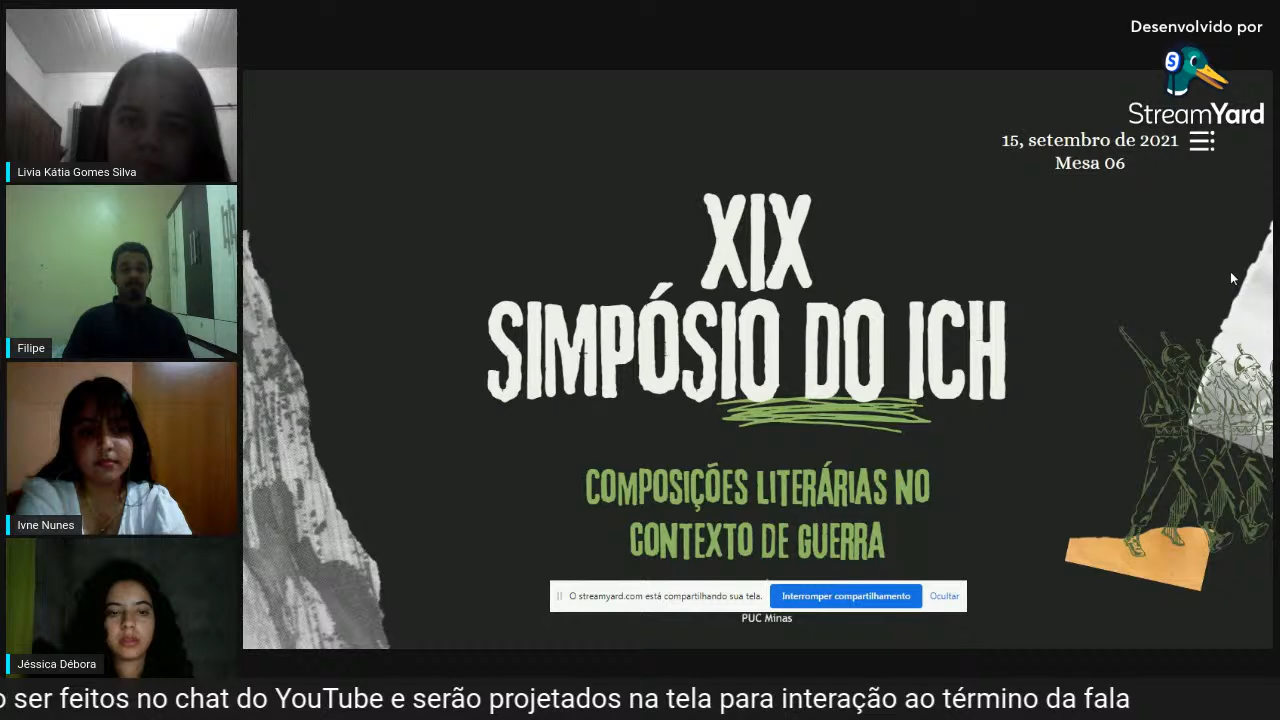 Desenvolvido por
StreamYard
15, setembro de 2021
Mesa 06
XIX
SIMPÓSIO DO ICH
COMPOSIÇÕES LITERÁRIAS NO
CONTEXTO DE GUERRA
O streamyard.com está compartilhando sua tela. Interromper compartilhamento Ocultar
PUC Minas
Livia Kátia Gomes Silva
Filipe
Ivne Nunes
Jéssica Débora
o ser feitos no chat do YouTube e serão projetados na tela para interação ao término da fala